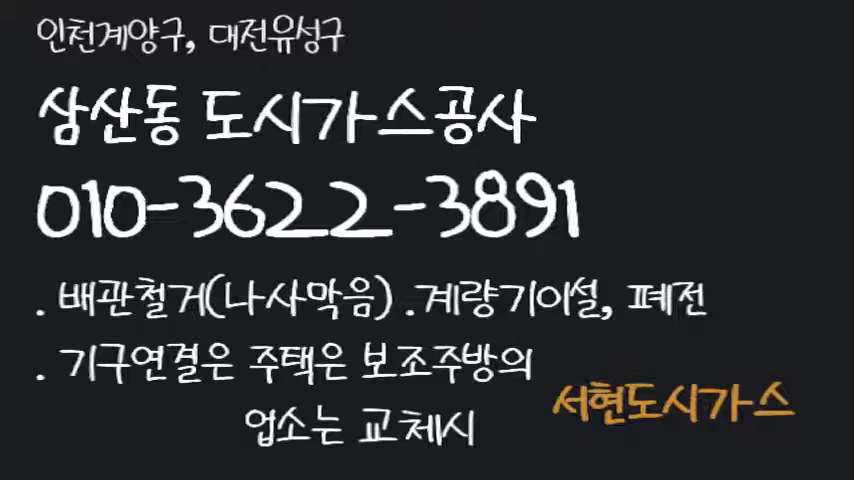 인천계양구, 대전유성구
삼산동 도시가스공사
010-3622-3891
. 배관철거(나사막음) .계량기이설, 폐전
. 기구연결은 주택은 보조주방의
업소는 교체시
서현도시가스